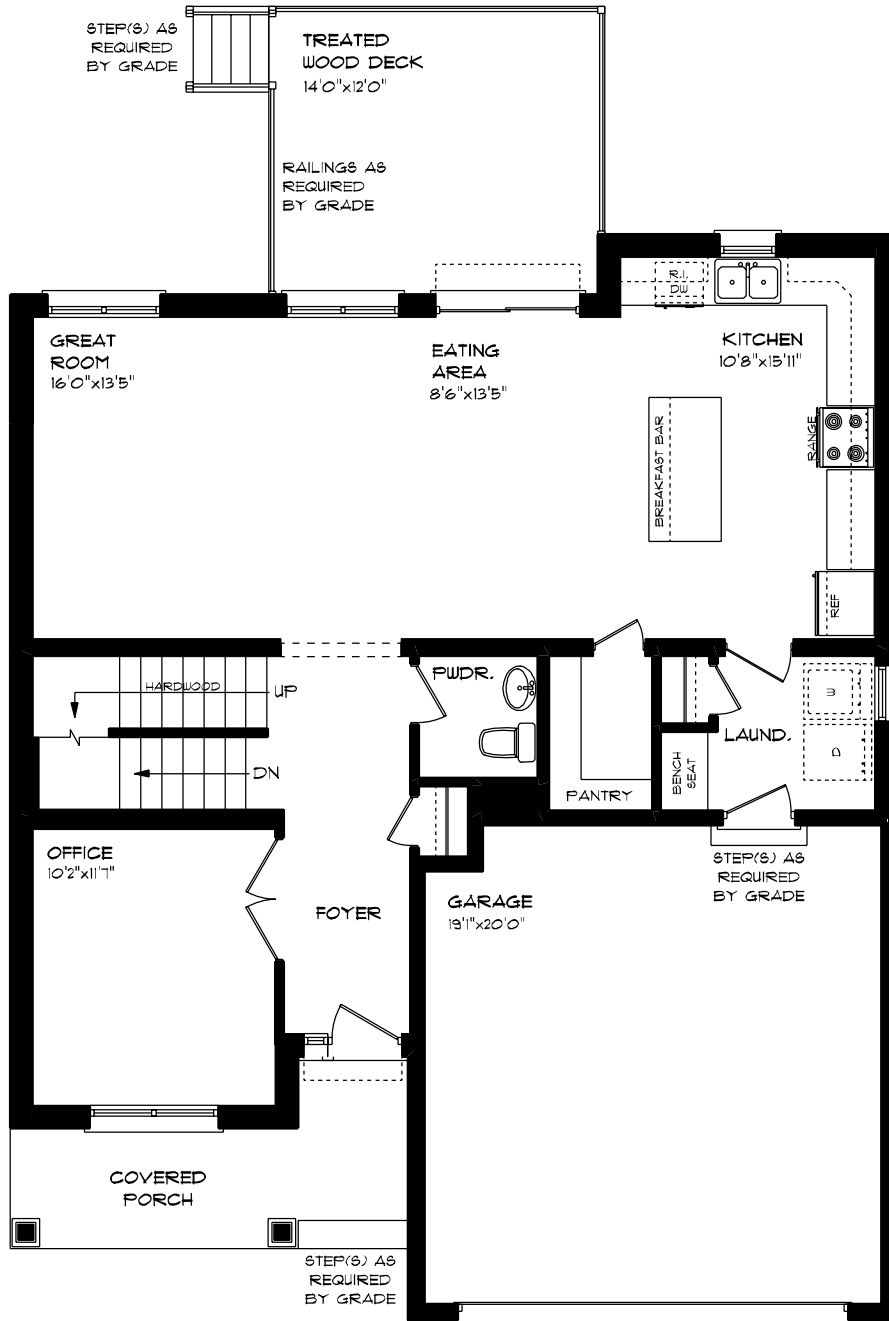 STEP(S) AS
REQUIRED
BY GRADE
TREATED
WOOD DECK
14'0"x12'0"
RAILINGS AS
REQUIRED
BY GRADE
R.I.
DW
GREAT
ROOM
16'0"x13'5"
EATING
AREA
8'6"x13'5"
KITCHEN
10'8"x15'11"
BREAKFAST BAR
RANGE
REF
HARDWOOD
UP
DN
PWDR.
PANTRY
BENCH
SEAT
LAUND.
W
D
OFFICE
10'2"x11'7"
FOYER
GARAGE
19'1"x20'0"
STEP(S) AS
REQUIRED
BY GRADE
COVERED
PORCH
STEP(S) AS
REQUIRED
BY GRADE